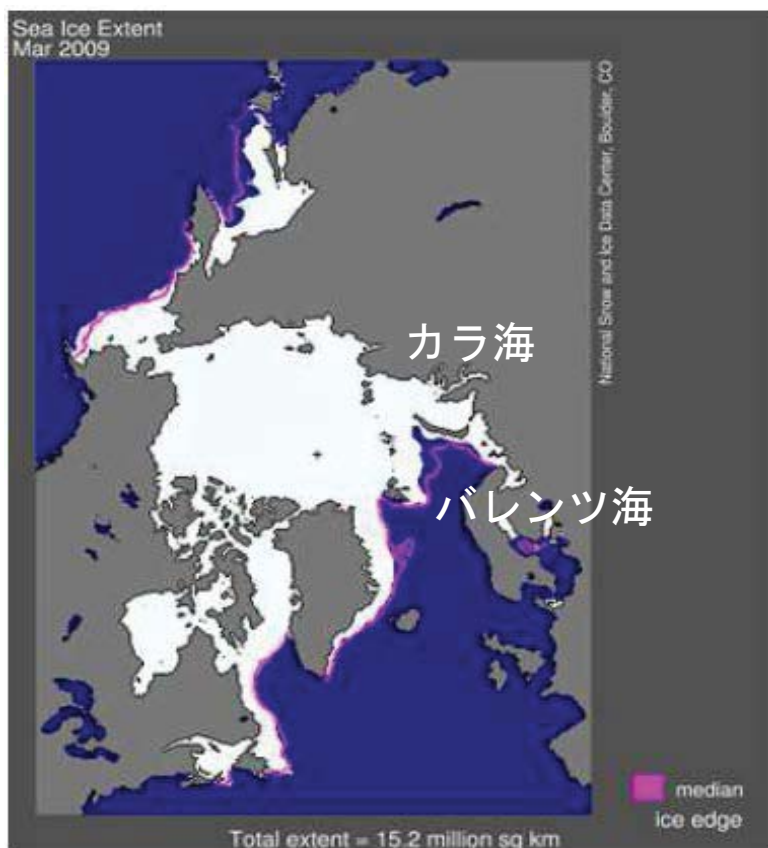 Sea Ice Extent
Mar 2009
National Snow and Ice Data Center, Boulder, CO
カラ海
バレンツ海
median
ice edge
Total extent = 15.2 million sq km